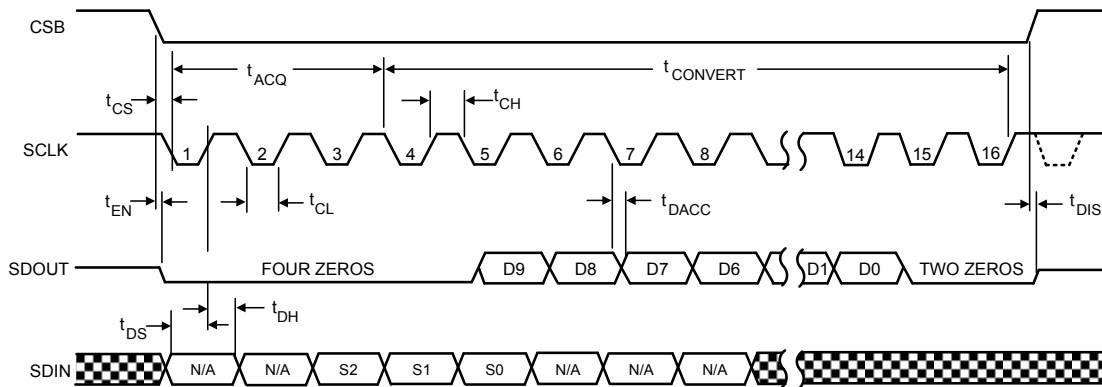 CSB
tACQ
tCONVERT
tCS
tCH
SCLK
1 2 3 4 5 6 7 8 14 15 16
tEN
tCL
tDACC
tDIS
SDOUT
FOUR ZEROS D9 D8 D7 D6 D1 D0 TWO ZEROS
tDS
tDH
SDIN
N/A N/A S2 S1 S0 N/A N/A N/A